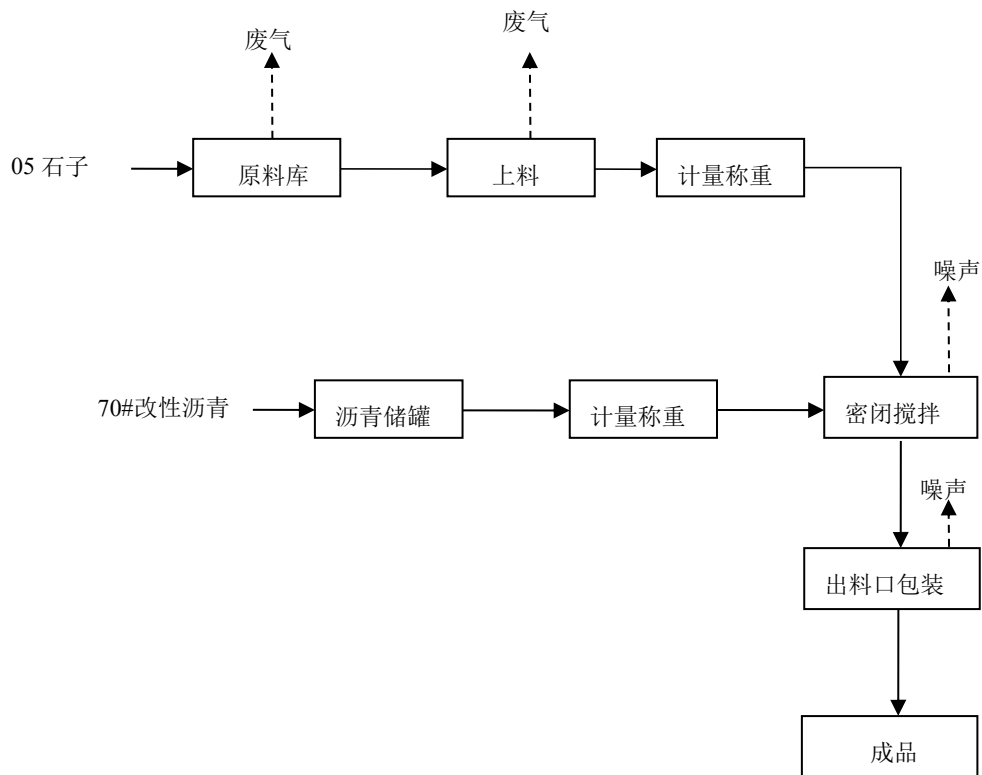 废气
废气
05 石子
原料库
上料
计量称重
噪声
70#改性沥青
沥青储罐
计量称重
密闭搅拌
噪声
出料口包装
成品